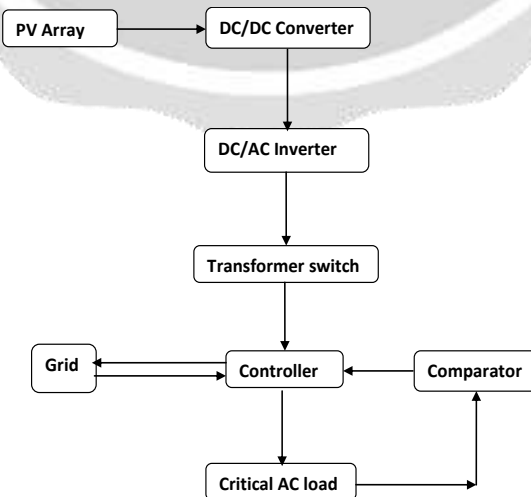 PV Array
DC/DC Converter
DC/AC Inverter
Transformer switch
Grid
Controller
Comparator
Critical AC load